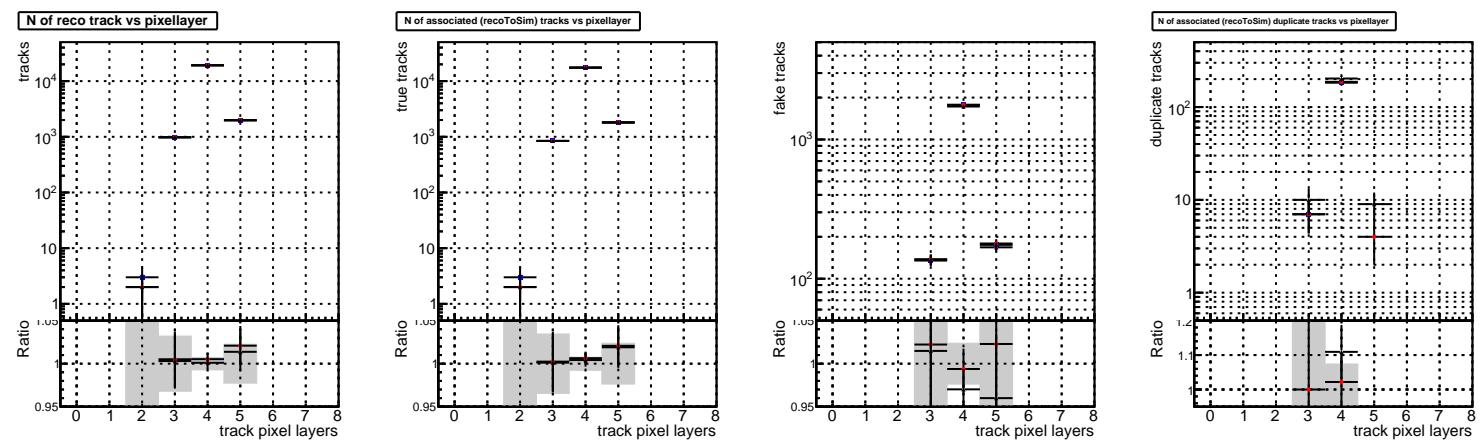 N of reco track vs pixellayer
tracks
10^4
10^3
10^2
10
1
Ratio
1.05
1
0.95
0 1 2 3 4 5 6 7 8
track pixel layers
N of associated (recoToSim) tracks vs pixellayer
true tracks
10^4
10^3
10^2
10
1
Ratio
1.05
1
0.95
0 1 2 3 4 5 6 7 8
track pixel layers
fake tracks
10^3
10^2
Ratio
1.05
1
0.95
0 1 2 3 4 5 6 7 8
track pixel layers
N of associated (recoToSim) duplicate tracks vs pixellayer
duplicate tracks
10^2
10
1
Ratio
1.2
1.1
1
0 1 2 3 4 5 6 7 8
track pixel layers